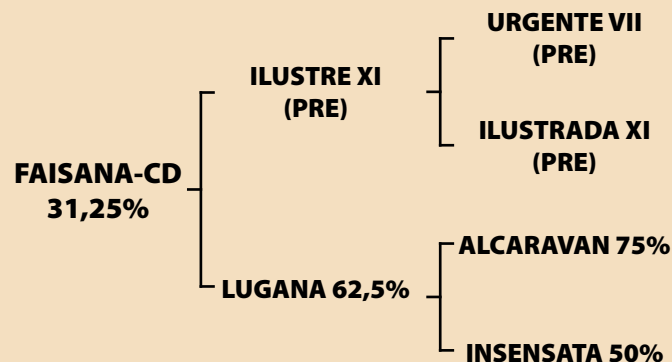 FAISANA-CD
31,25%
ILUSTRE XI
(PRE)
LUGANA 62,5%
URGENTE VII
(PRE)
ILUSTRADA XI
(PRE)
ALCARAVAN 75%
INSENSATA 50%